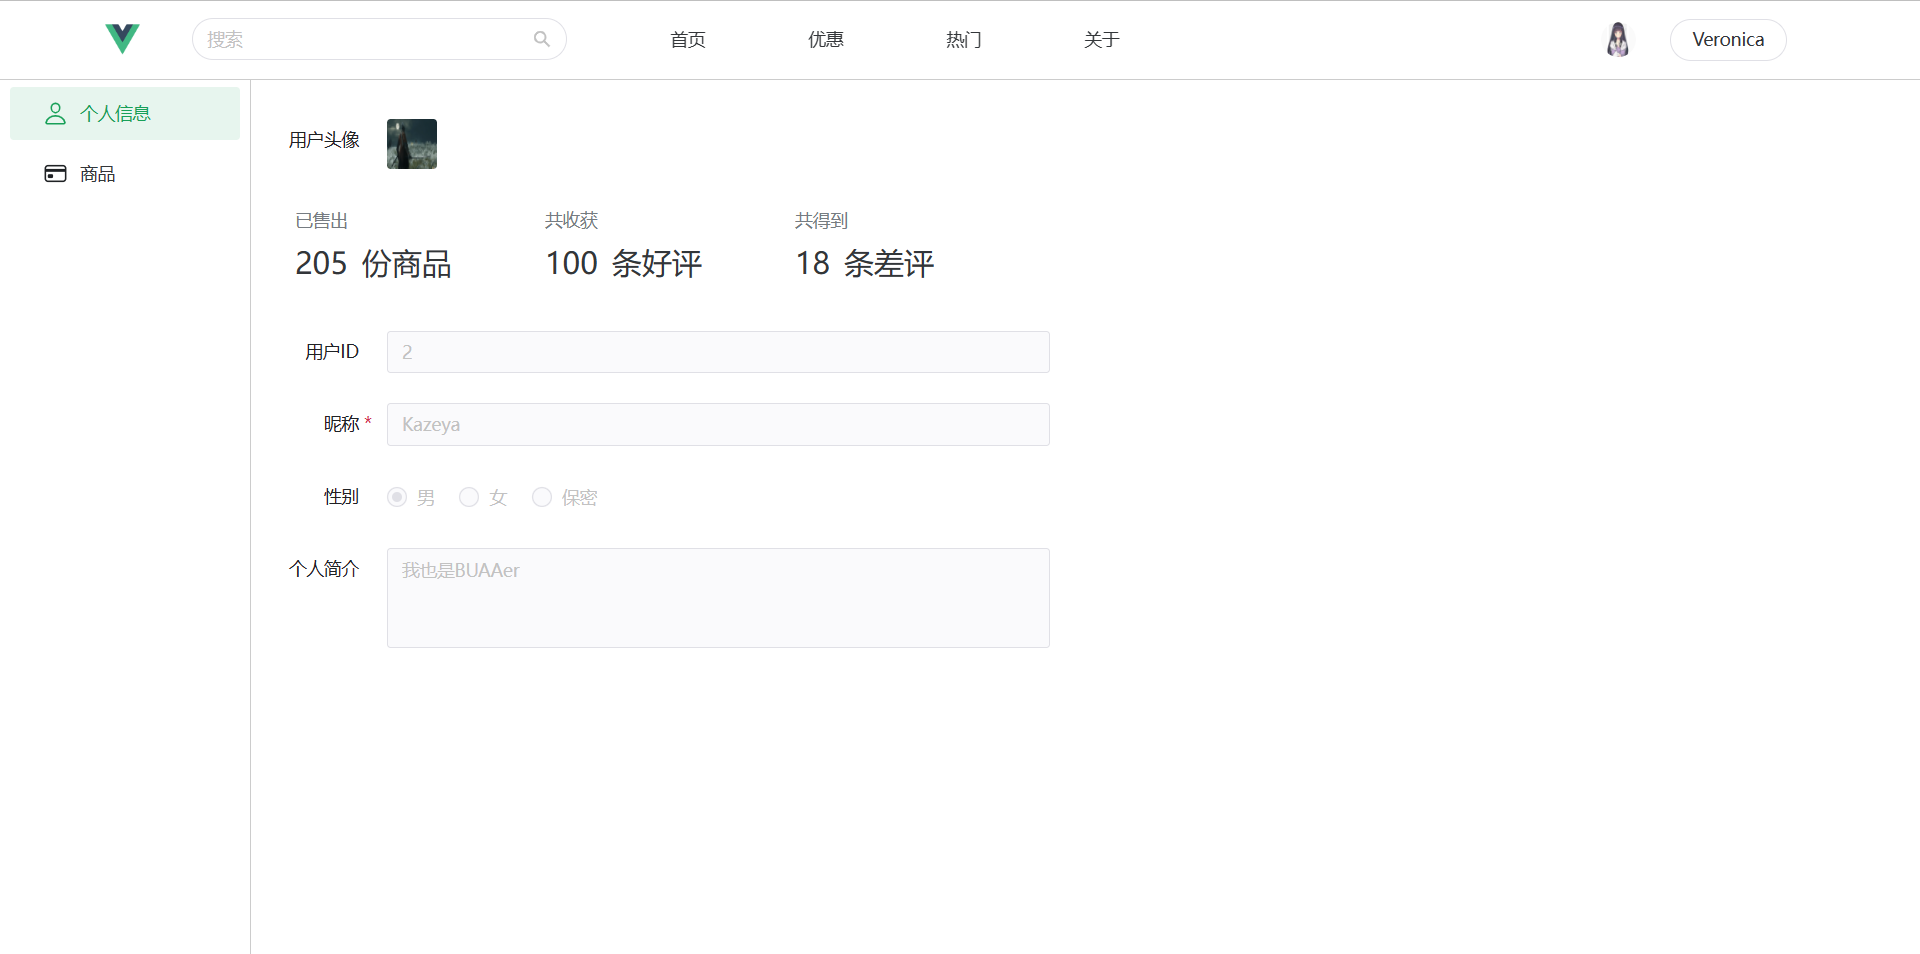 搜索 首页 优惠 热门 关于 Veronica
个人信息
商品
用户头像
已售出 共收获 共得到
205 份商品 100 条好评 18 条差评
用户ID 2
昵称 * Kazeya
性别 男 女 保密
个人简介 我也是BUAAer